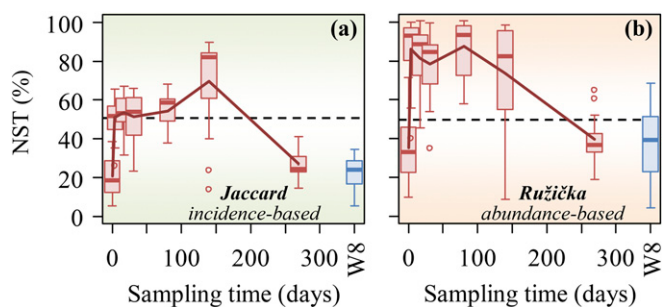 (a)
(b)
NST (%)
100
80
60
40
20
0
Jaccard
incidence-based
Ružička
abundance-based
0 100 200 300 W8
0 100 200 300 W8
Sampling time (days)
Sampling time (days)